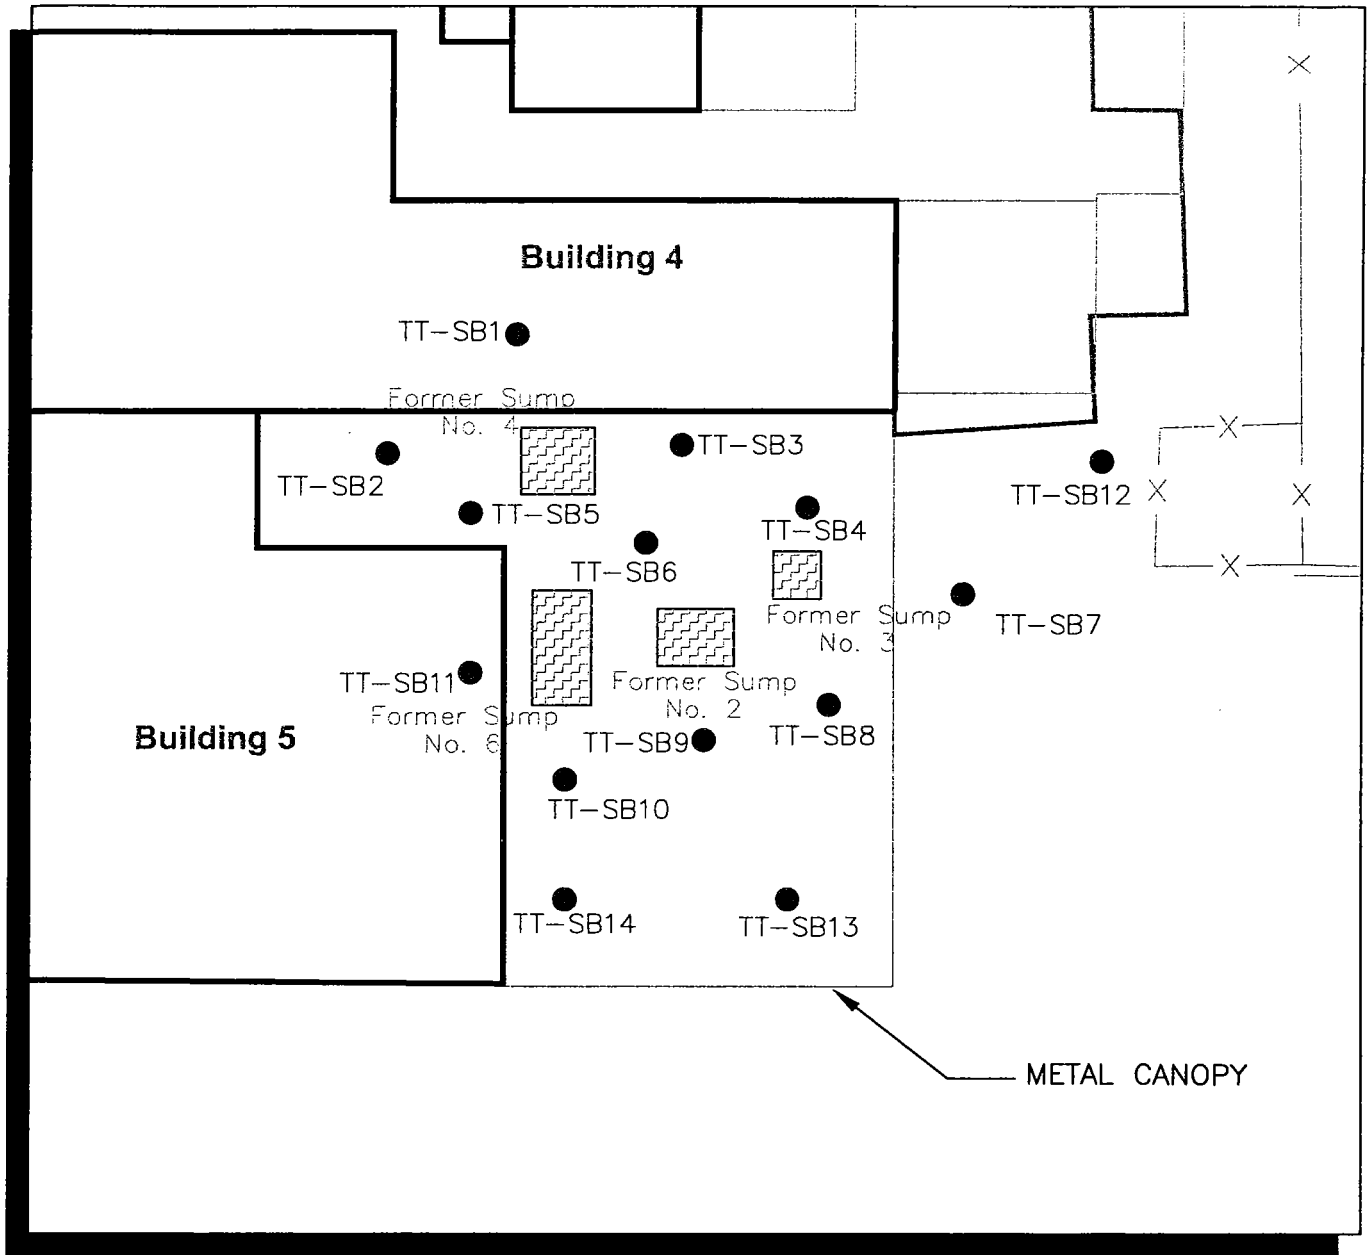 Building 4
TT-SB1
Former Sump
No. 4
TT-SB3
TT-SB2
TT-SB12
TT-SB5
TT-SB4
TT-SB6
Former Sump
No. 3
TT-SB7
TT-SB11
Former Sump
No. 2
Former Sump
No. 6
Building 5
TT-SB9
TT-SB8
TT-SB10
TT-SB14
TT-SB13
METAL CANOPY